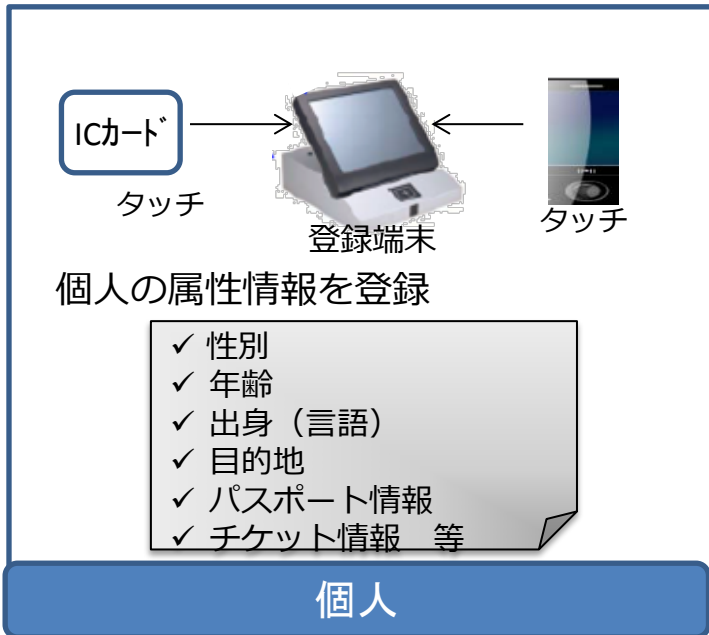 ICｶｰﾄﾞ
タッチ
タッチ
登録端末
個人の属性情報を登録
✓ 性別
✓ 年齢
✓ 出身（言語）
✓ 目的地
✓ パスポート情報
✓ チケット情報　等
個人